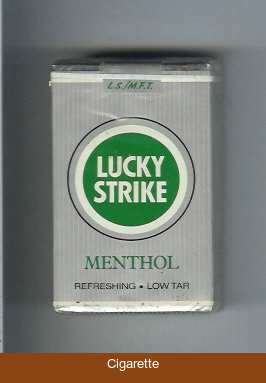 L.S./M.F.T.
LUCKY
STRIKE
MENTHOL
REFRESHING • LOW TAR
Cigarette